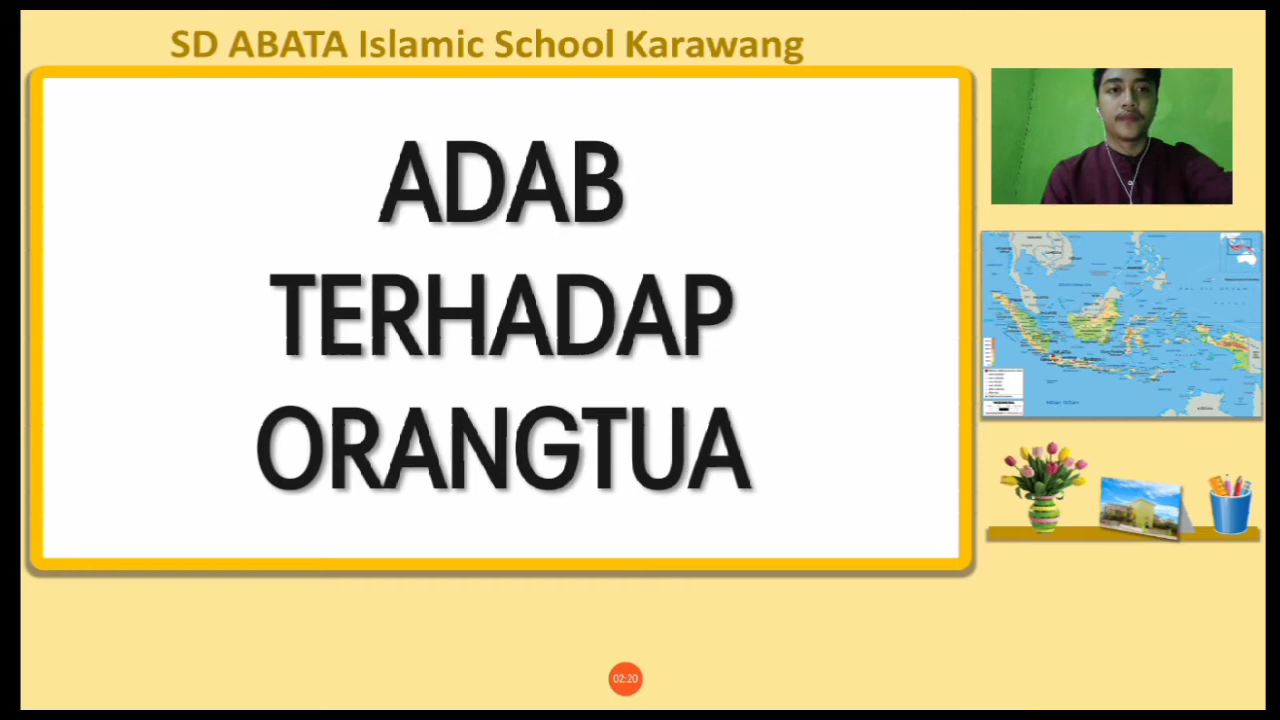 SD ABATA Islamic School Karawang
ADAB
TERHADAP
ORANGTUA
02:20